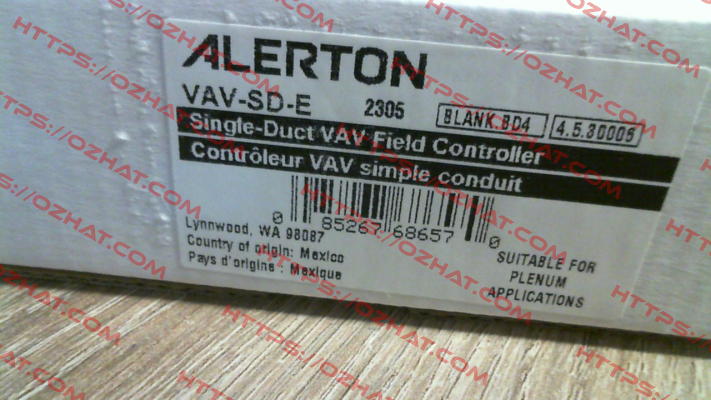 ALERTON
VAV-SD-E 2305 BLANK.BD4 4.5.30006
Single-Duct VAV Field Controller
Contrôleur VAV simple conduit
0 85267 68657 0
Lynnwood, WA 98087
Country of origin: Mexico
Pays d'origine : Mexique
SUITABLE FOR
PLENUM
APPLICATIONS
HTTPS://OZHAT.COM